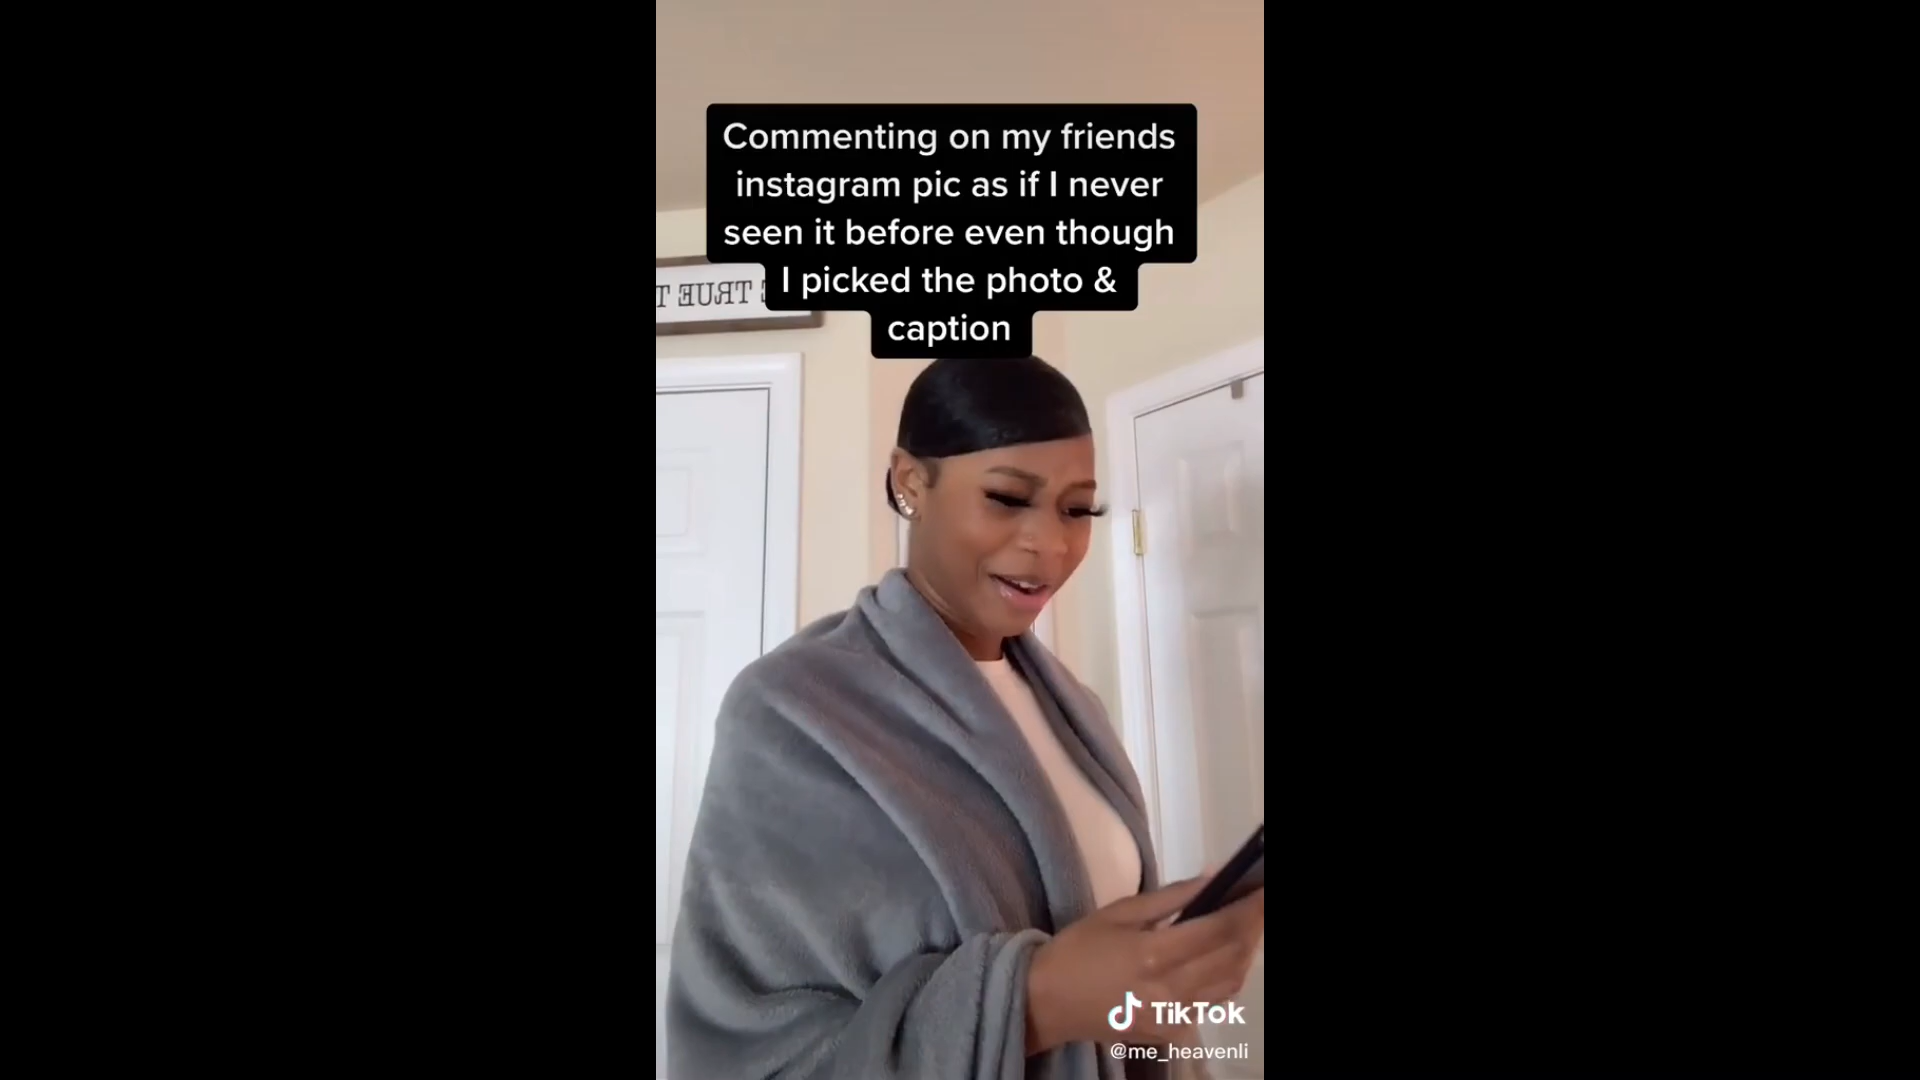 Commenting on my friends
instagram pic as if I never
seen it before even though
I picked the photo &
caption
TRUE
TikTok
@me_heavenli